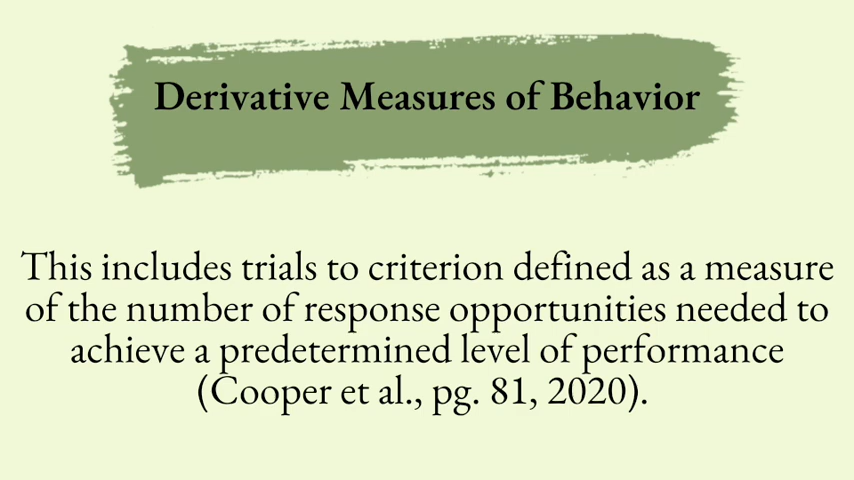 Derivative Measures of Behavior
This includes trials to criterion defined as a measure
of the number of response opportunities needed to
achieve a predetermined level of performance
(Cooper et al., pg. 81, 2020).